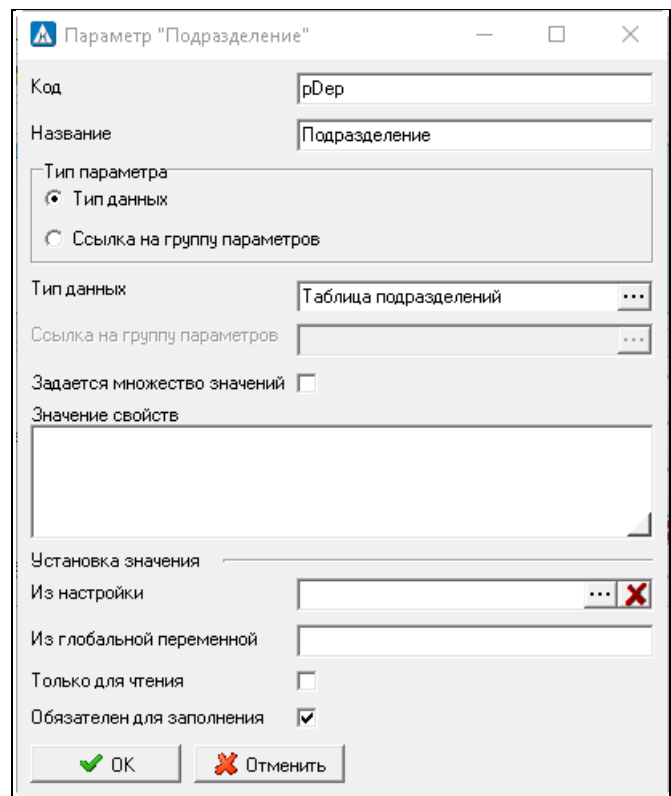 Параметр "Подразделение"
Код
pDep
Название
Подразделение
Тип параметра
Тип данных
Ссылка на группу параметров
Тип данных
Таблица подразделений
...
Ссылка на группу параметров
...
Задается множество значений
Значение свойств
Установка значения
Из настройки
...
Из глобальной переменной
Только для чтения
Обязателен для заполнения
OK
Отменить